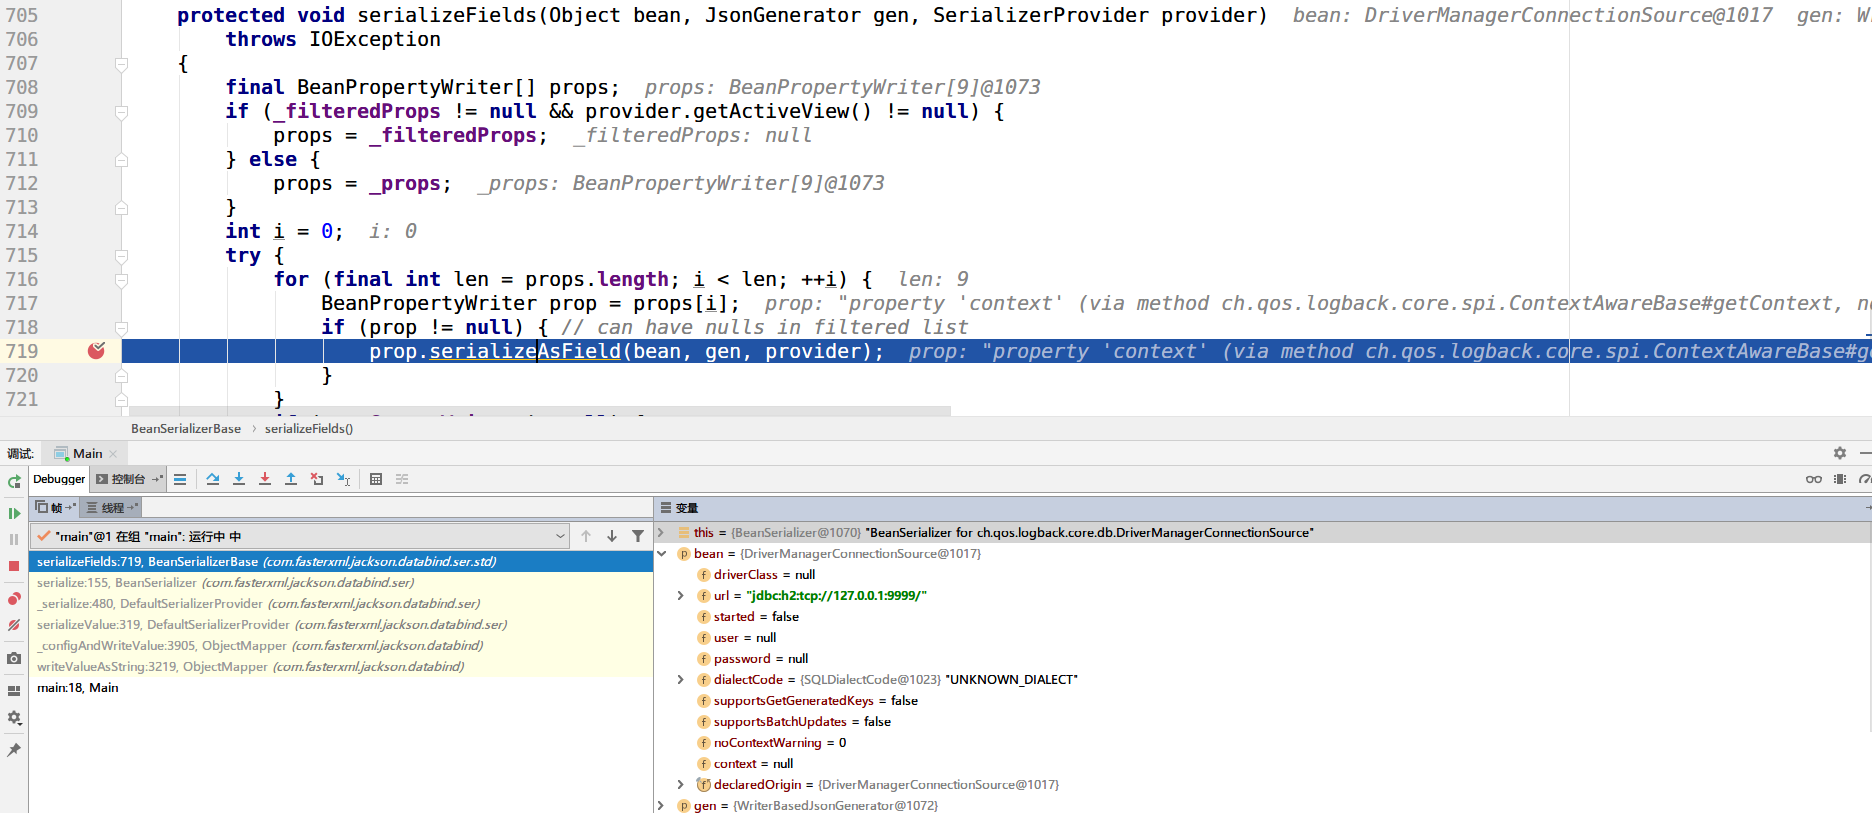 705 protected void serializeFields(Object bean, JsonGenerator gen, SerializerProvider provider) bean: DriverManagerConnectionSource@1017 gen: W
706 throws IOException
707 {
708 final BeanPropertyWriter[] props; props: BeanPropertyWriter[9]@1073
709 if (_filteredProps != null && provider.getActiveView() != null) {
710 props = _filteredProps; _filteredProps: null
711 } else {
712 props = _props; _props: BeanPropertyWriter[9]@1073
713 }
714 int i = 0; i: 0
715 try {
716 for (final int len = props.length; i < len; ++i) { len: 9
717 BeanPropertyWriter prop = props[i]; prop: "property 'context' (via method ch.qos.logback.core.spi.ContextAwareBase#getContext, n
718 if (prop != null) { // can have nulls in filtered list
719 prop.serializeAsField(bean, gen, provider); prop: "property 'context' (via method ch.qos.logback.core.spi.ContextAwareBase#g
720 }
721 }
BeanSerializerBase › serializeFields()
调试: Main ×
Debugger 控制台
帧 线程 变量
"main"@1 在组 "main": 运行中 中
serializeFields:719, BeanSerializerBase (com.fasterxml.jackson.databind.ser.std)
serialize:155, BeanSerializer (com.fasterxml.jackson.databind.ser)
_serialize:480, DefaultSerializerProvider (com.fasterxml.jackson.databind.ser)
serializeValue:319, DefaultSerializerProvider (com.fasterxml.jackson.databind.ser)
_configAndWriteValue:3905, ObjectMapper (com.fasterxml.jackson.databind)
writeValueAsString:3219, ObjectMapper (com.fasterxml.jackson.databind)
main:18, Main
this = {BeanSerializer@1070} "BeanSerializer for ch.qos.logback.core.db.DriverManagerConnectionSource"
bean = {DriverManagerConnectionSource@1017}
driverClass = null
url = "jdbc:h2:tcp://127.0.0.1:9999/"
started = false
user = null
password = null
dialectCode = {SQLDialectCode@1023} "UNKNOWN_DIALECT"
supportsGetGeneratedKeys = false
supportsBatchUpdates = false
noContextWarning = 0
context = null
declaredOrigin = {DriverManagerConnectionSource@1017}
gen = {WriterBasedJsonGenerator@1072}